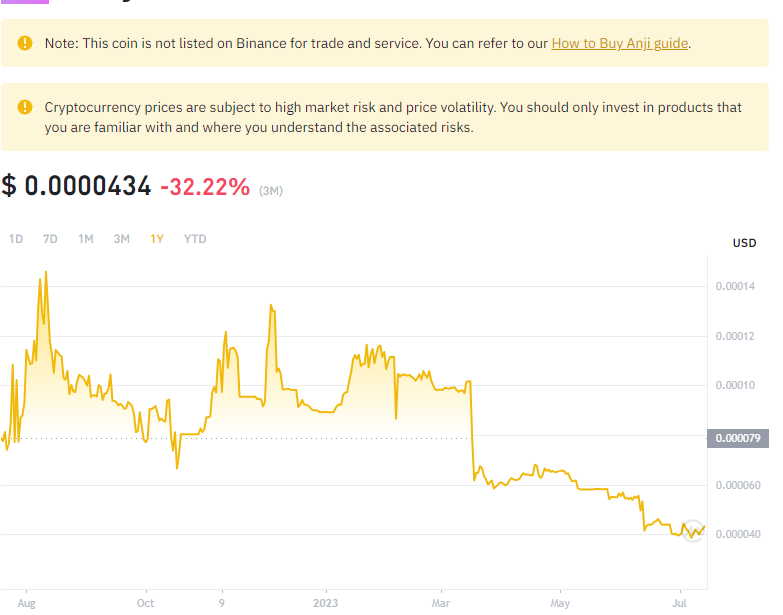 Note: This coin is not listed on Binance for trade and service. You can refer to our How to Buy Anji guide.
Cryptocurrency prices are subject to high market risk and price volatility. You should only invest in products that
you are familiar with and where you understand the associated risks.
$ 0.0000434 -32.22% (3M)
1D 7D 1M 3M 1Y YTD
USD
0.00014
0.00012
0.00010
0.000079
0.000060
0.000040
Aug Oct 9 2023 Mar May Jul